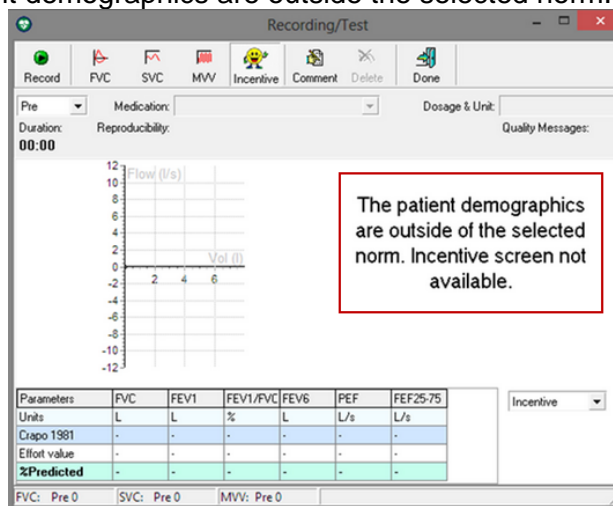 it demographics are outside the selected norm.
Recording/Test
Record FVC SVC MVV Incentive Comment Delete Done
Pre Medication: Dosage & Unit:
Duration: Reproducibility: Quality Messages:
00:00
12
Flow (l/s)
10
8
6
4
2
Vol (l)
0
2 4 6
-2
-4
-6
-8
-10
-12
The patient demographics
are outside of the selected
norm. Incentive screen not
available.
Parameters FVC FEV1 FEV1/FVC FEV6 PEF FEF25-75
Incentive
Units L L % L L/s L/s
Crapo 1981 - - - - - -
Effort value - - - - - -
%Predicted - - - - - -
FVC: Pre 0 SVC: Pre 0 MVV: Pre 0